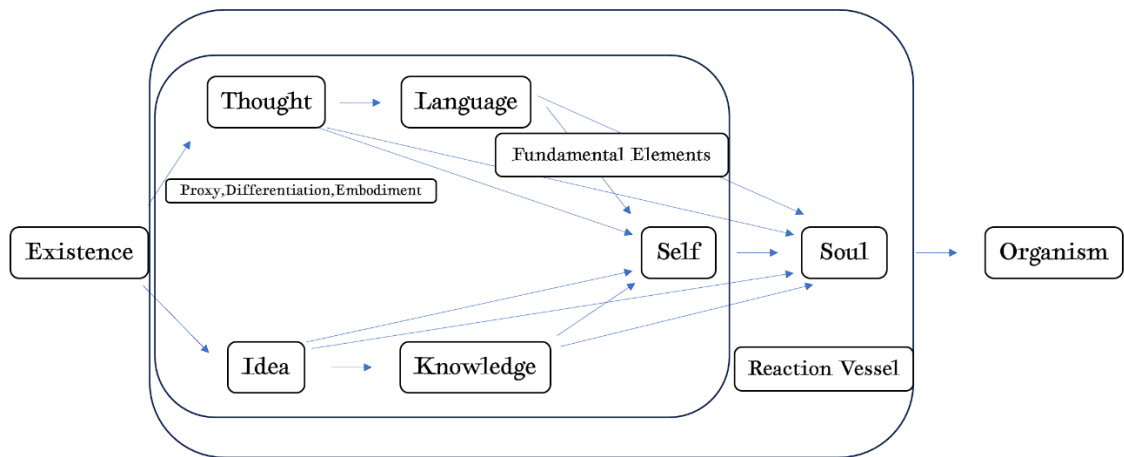 Thought
Language
Fundamental Elements
Proxy,Differentiation,Embodiment
Existence
Self
Soul
Organism
Idea
Knowledge
Reaction Vessel